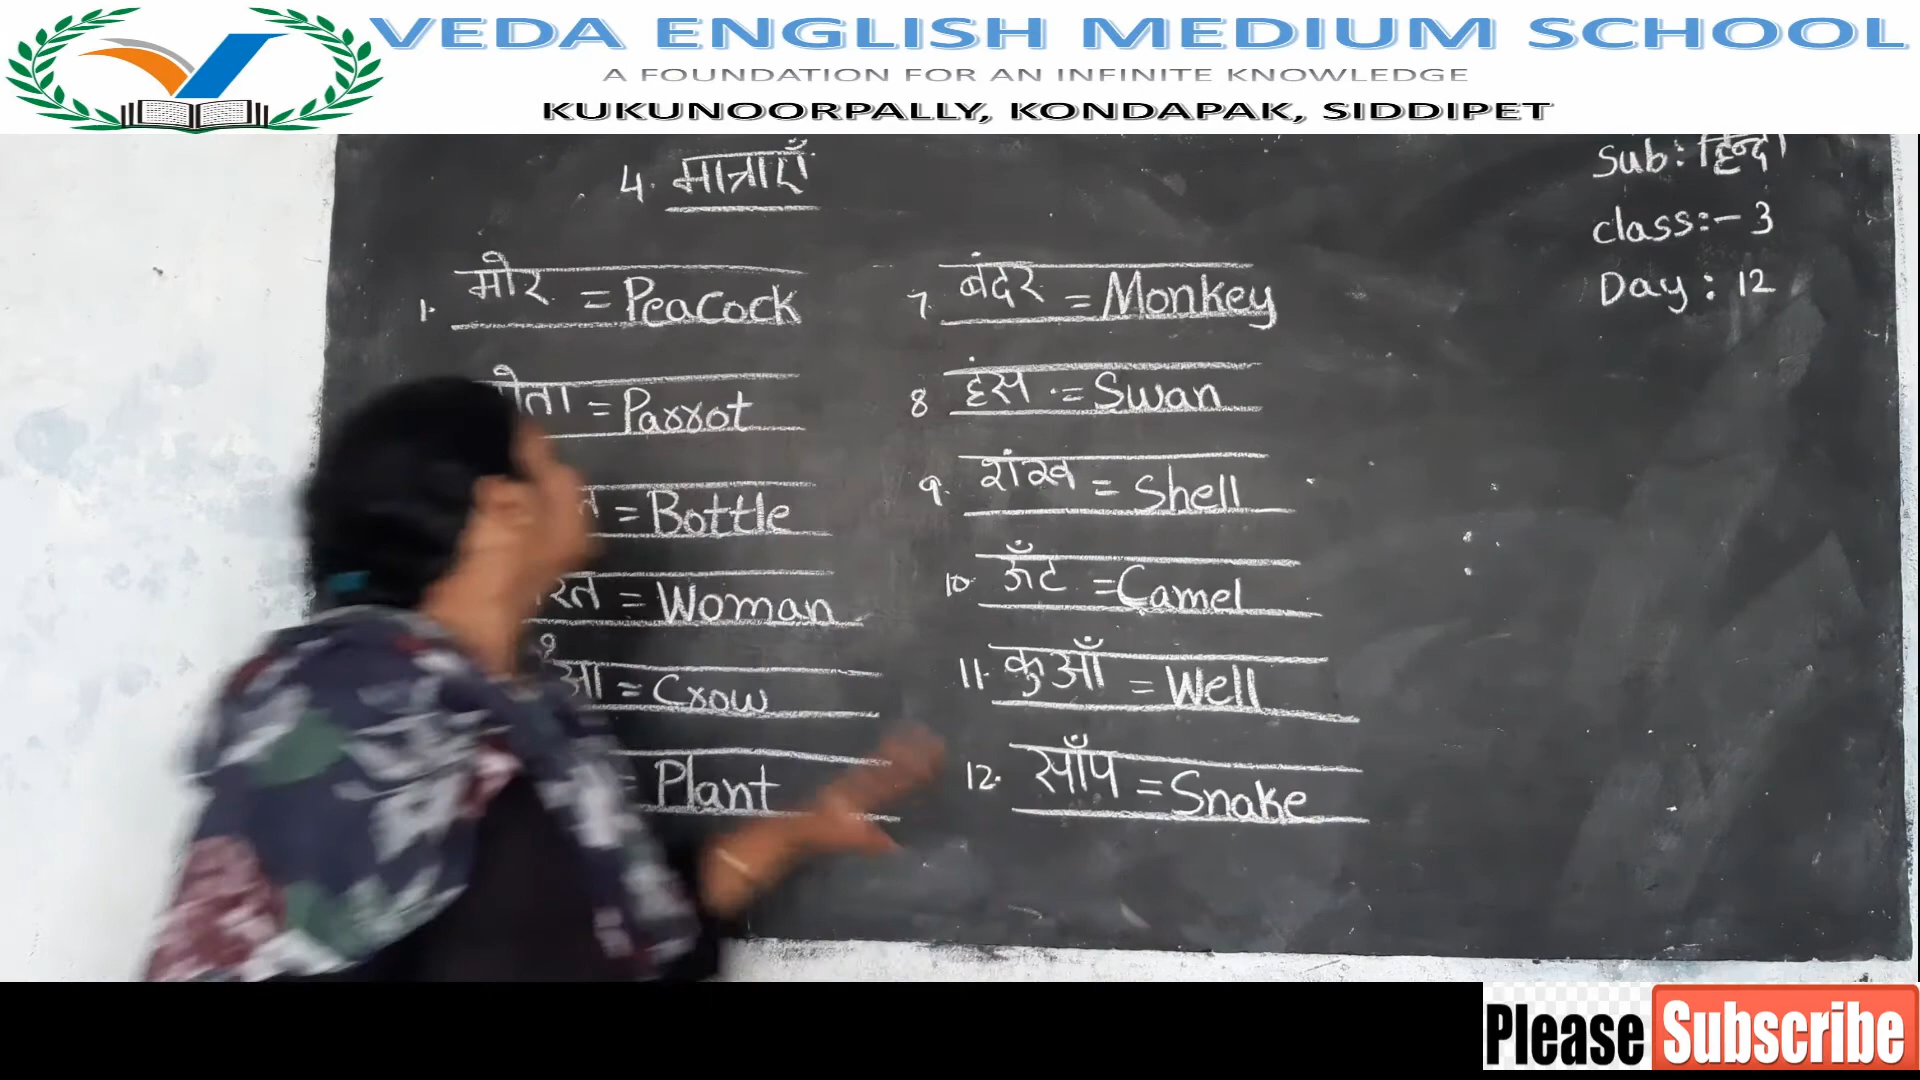 VEDA ENGLISH MEDIUM SCHOOL
A FOUNDATION FOR AN INFINITE KNOWLEDGE
KUKUNOORPALLY, KONDAPAK, SIDDIPET
4. मात्राएँ
Sub: हिन्दी
class:- 3
Day: 12
1. मोर = Peacock
= Parrot
= Bottle
= Woman
= Crow
= Plant
7. बंदर = Monkey
8 हंस = Swan
9. शंख = Shell
10. ऊँट = Camel
11. कुआँ = Well
12. साँप = Snake
Please Subscribe